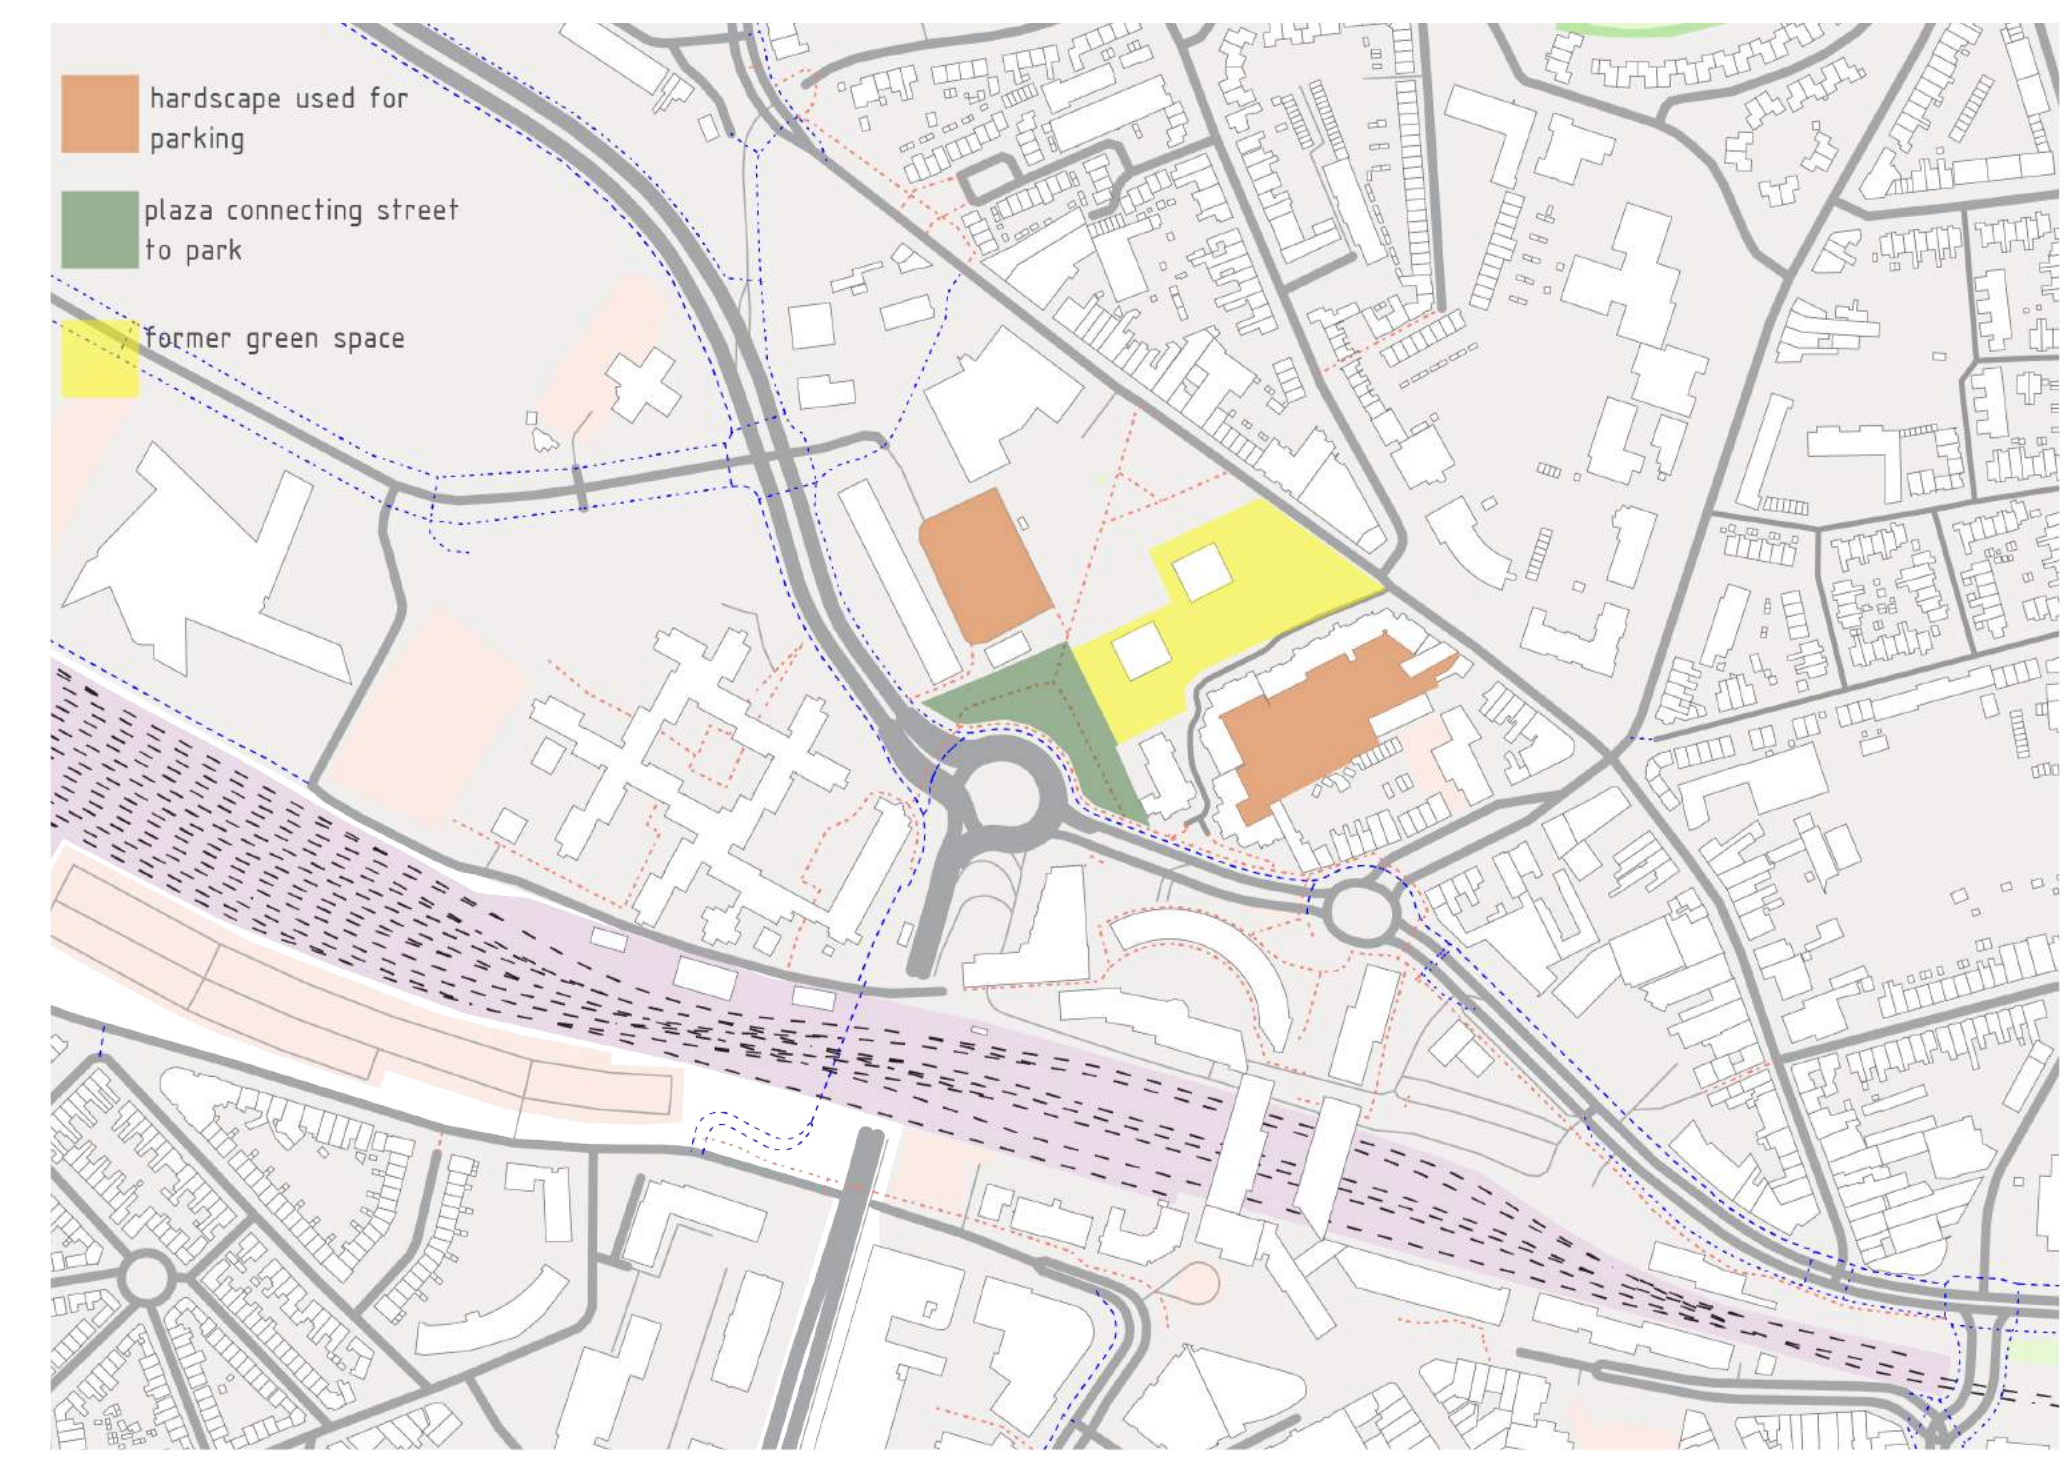 hardscape used for
parking
plaza connecting street
to park
former green space